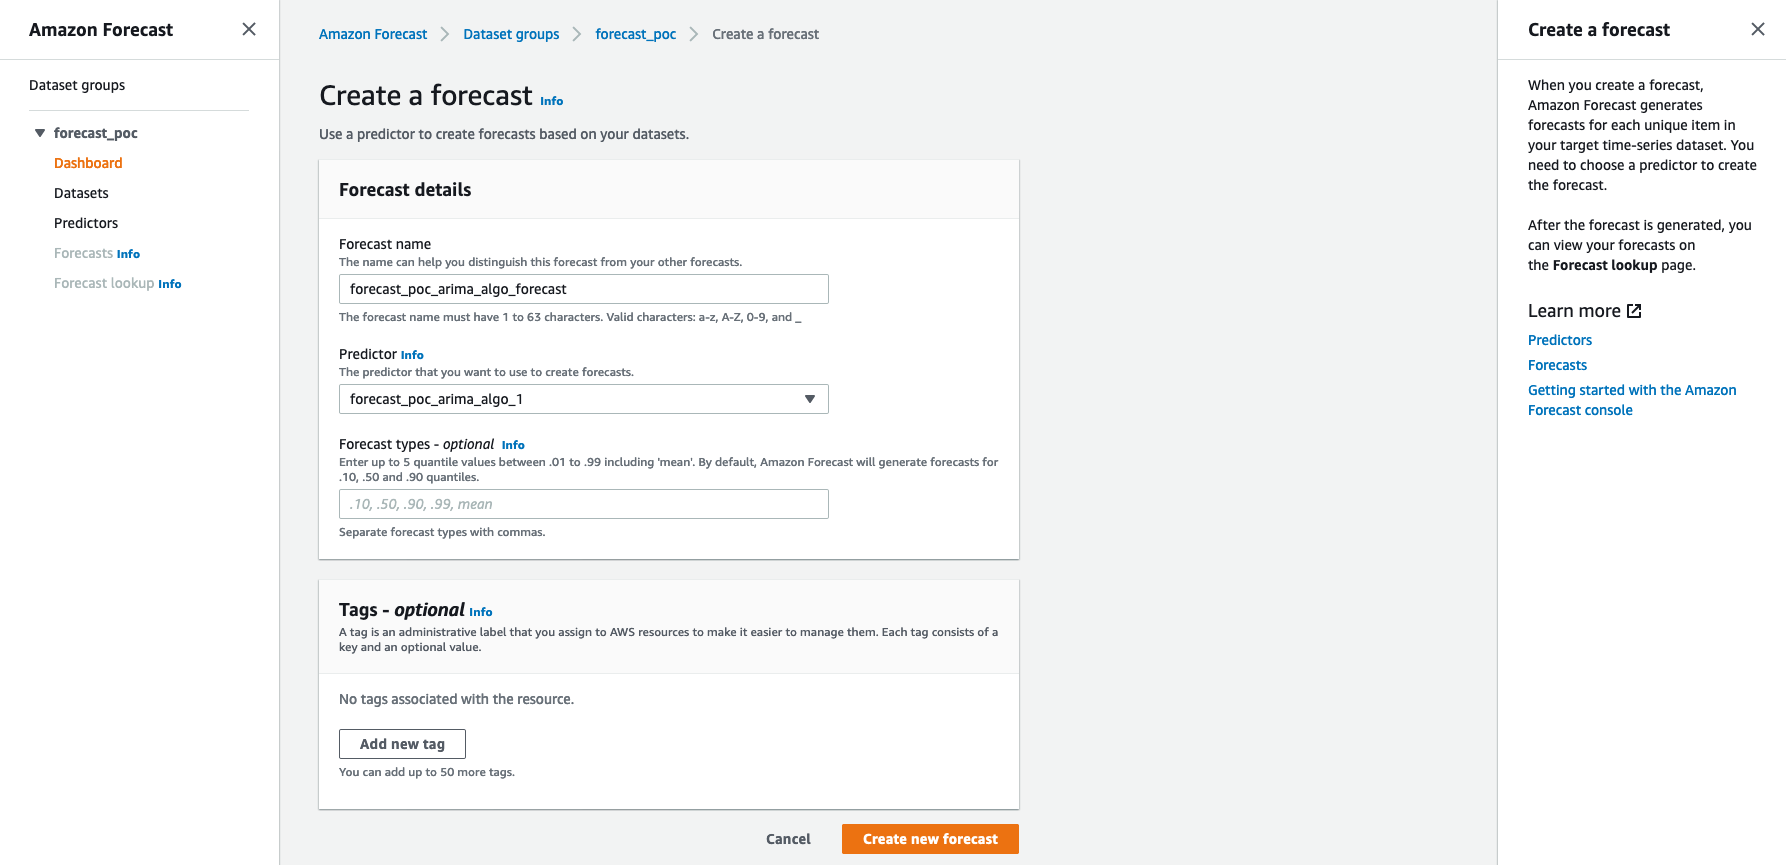 Amazon Forecast
Dataset groups
forecast_poc
Dashboard
Datasets
Predictors
Forecasts Info
Forecast lookup Info
Amazon Forecast
Dataset groups
forecast_poc
Create a forecast
Create a forecast Info
Use a predictor to create forecasts based on your datasets.
Forecast details
Forecast name
The name can help you distinguish this forecast from your other forecasts.
forecast_poc_arima_algo_forecast
The forecast name must have 1 to 63 characters. Valid characters: a-z, A-Z, 0-9, and _
Predictor Info
The predictor that you want to use to create forecasts.
forecast_poc_arima_algo_1
Forecast types - optional Info
Enter up to 5 quantile values between .01 to .99 including 'mean'. By default, Amazon Forecast will generate forecasts for
.10, .50 and .90 quantiles.
.10, .50, .90, .99, mean
Separate forecast types with commas.
Tags - optional Info
A tag is an administrative label that you assign to AWS resources to make it easier to manage them. Each tag consists of a
key and an optional value.
No tags associated with the resource.
Add new tag
You can add up to 50 more tags.
Cancel
Create new forecast
Create a forecast
When you create a forecast,
Amazon Forecast generates
forecasts for each unique item in
your target time-series dataset. You
need to choose a predictor to create
the forecast.
After the forecast is generated, you
can view your forecasts on
the Forecast lookup page.
Learn more
Predictors
Forecasts
Getting started with the Amazon
Forecast console